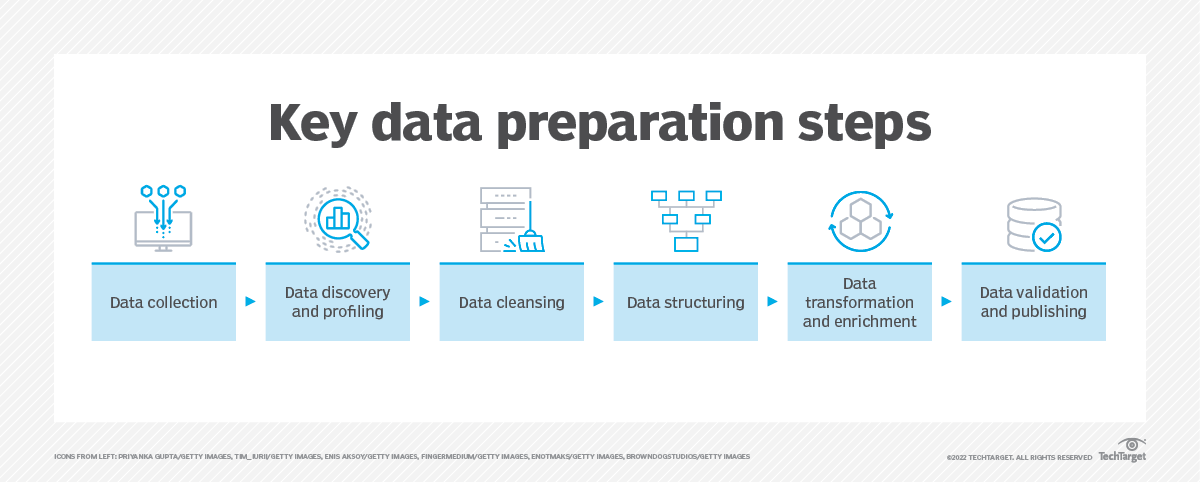 Key data preparation steps
Data collection
Data discovery
and profiling
Data cleansing
Data structuring
Data
transformation
and enrichment
Data validation
and publishing
ICONS FROM LEFT: PRIYANKA GUPTA/GETTY IMAGES, TIM_IURII/GETTY IMAGES, ENIS AKSOY/GETTY IMAGES, FINGERMEDIUM/GETTY IMAGES, ENOTMAKS/GETTY IMAGES, BROWNDOGSTUDIOS/GETTY IMAGES
©2022 TECHTARGET. ALL RIGHTS RESERVED
TechTarget